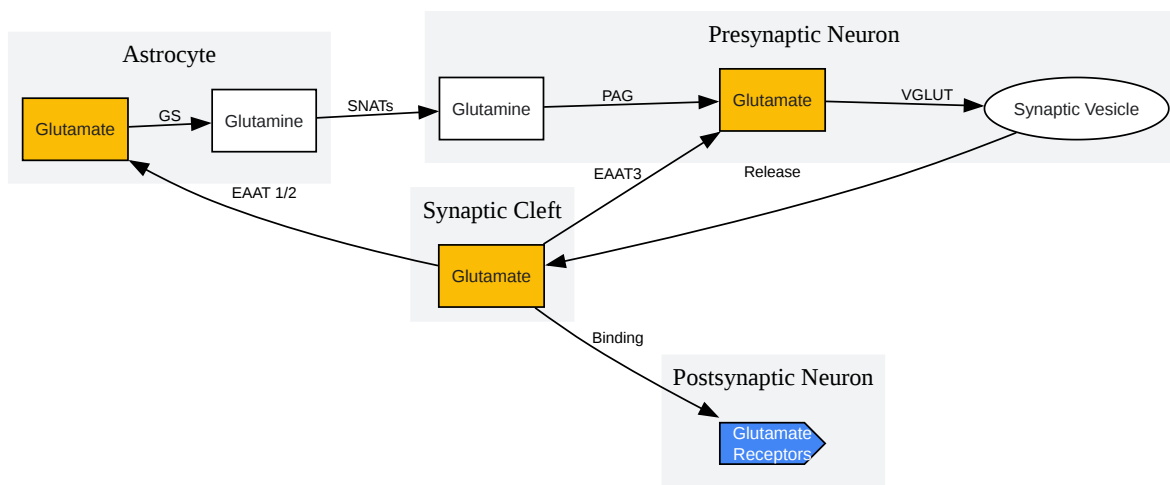 Astrocyte
Glutamate
GS
Glutamine
SNATs
Presynaptic Neuron
Glutamine
PAG
Glutamate
VGLUT
Synaptic Vesicle
EAAT 1/2
EAAT3
Release
Synaptic Cleft
Glutamate
Binding
Postsynaptic Neuron
Glutamate
Receptors